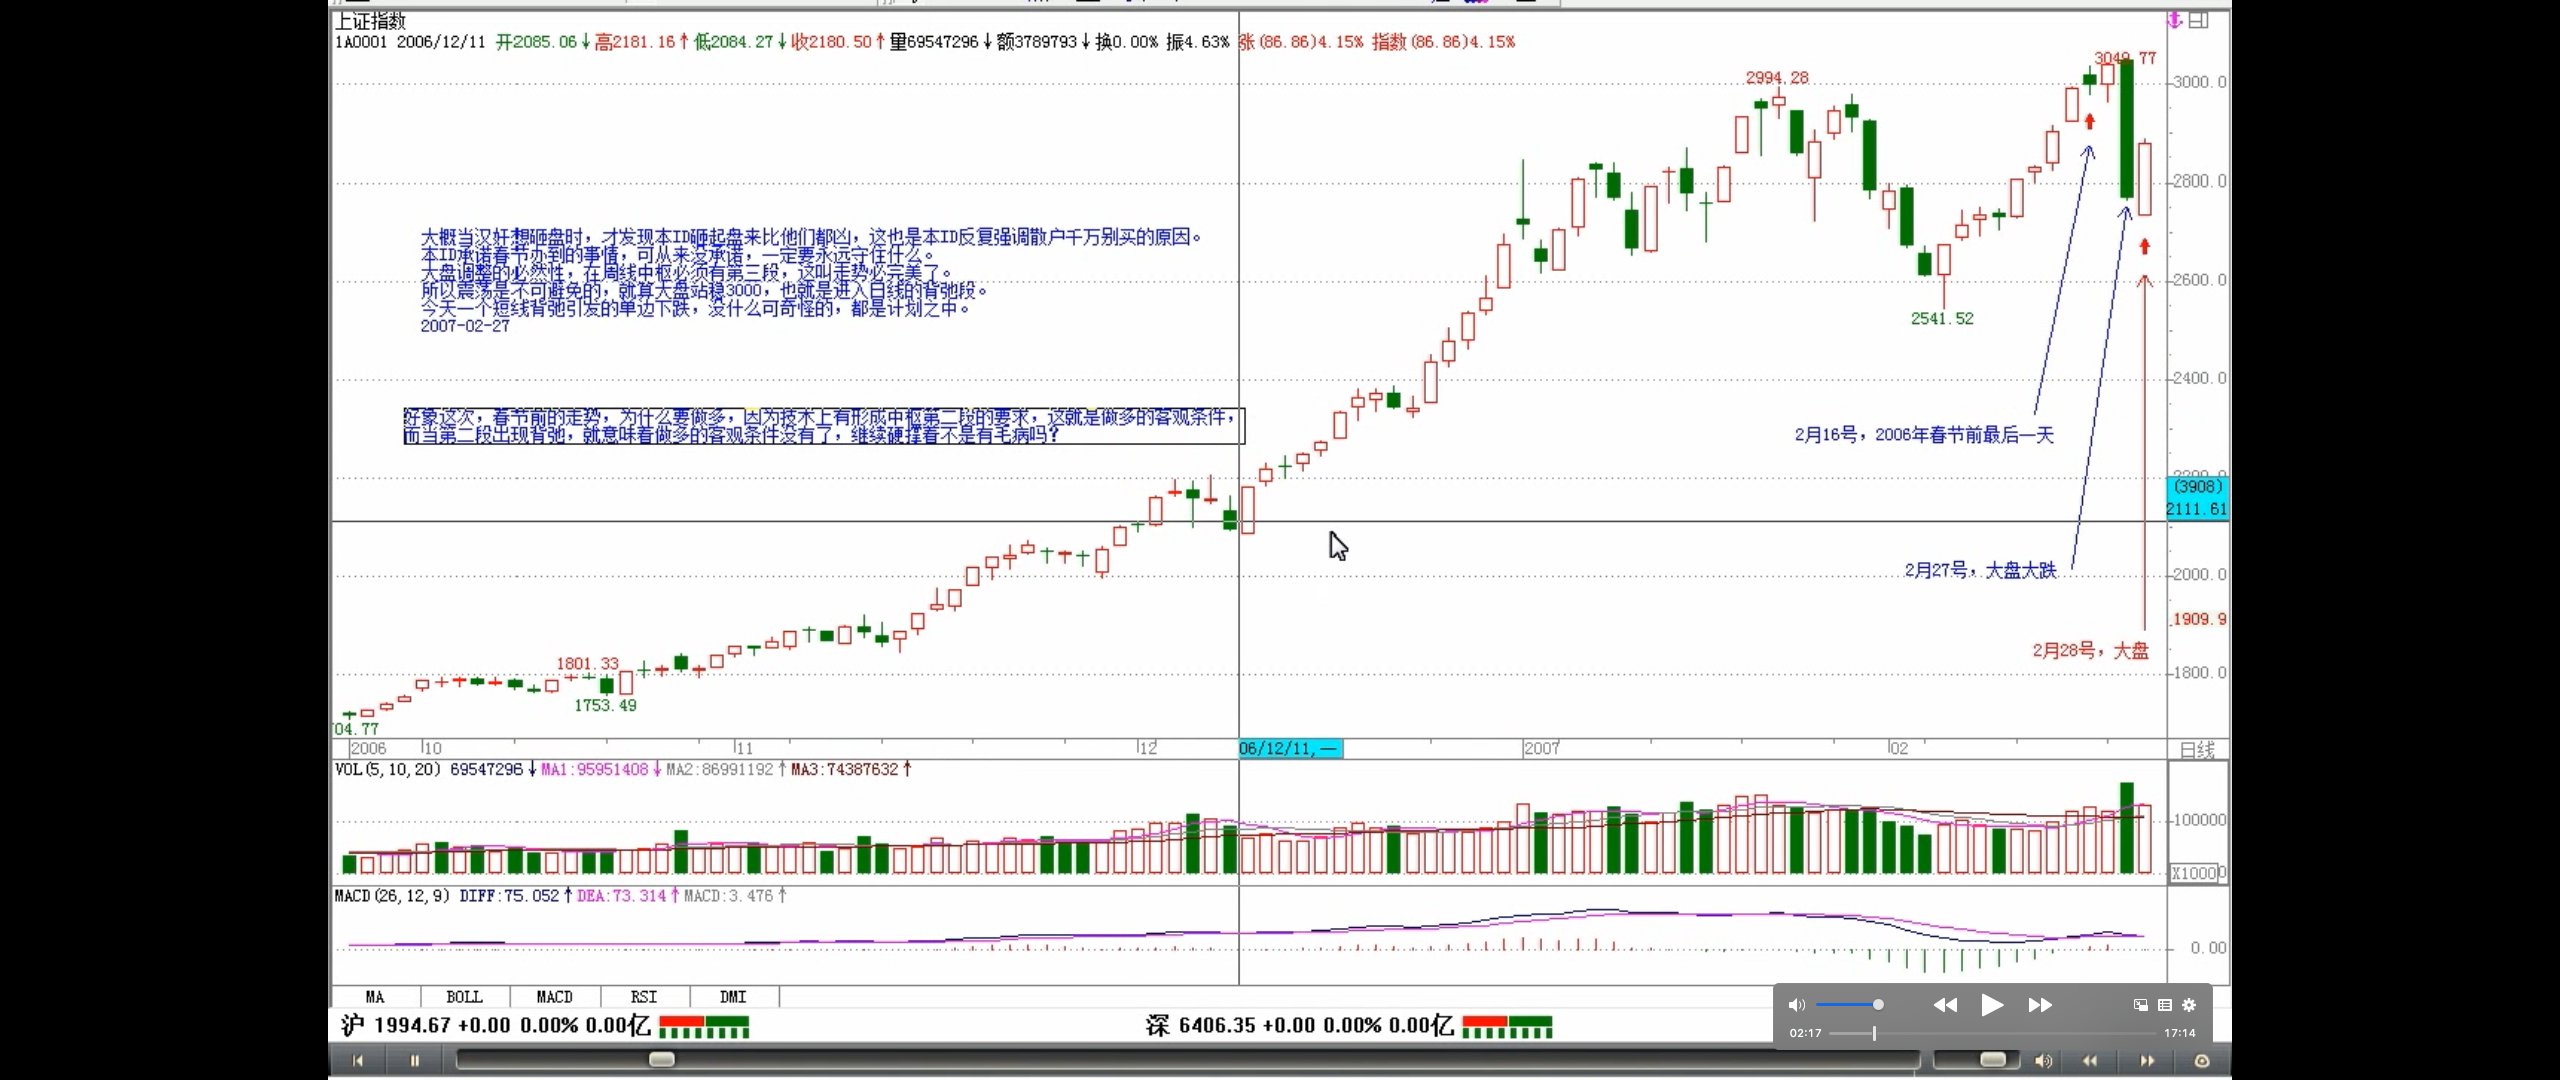 上证指数
1A0001 2006/12/11 开2085.06↓高2181.16↑低2084.27↓收2180.50↑量69547296↓额3789793↓换0.00% 振4.63% 涨(86.86)4.15% 指数(86.86)4.15%
3049.77
2994.28
3000.0
2800.0
大概当汉奸想砸盘时，才发现本ID砸起盘来比他们都凶，这也是本ID反复强调散户千万别买的原因。
本ID承诺春节办到的事情，可从来没承诺，一定要永远守住什么。
大盘调整的必然性，在周线中枢必须有第三段，这叫走势必完美了。
所以震荡是不可避免的，就算大盘站稳3000，也就是进入日线的背弛段。
今天一个短线背弛引发的单边下跌，没什么可奇怪的，都是计划之中。
2007-02-27
2600.0
2541.52
2400.0
好象这次，春节前的走势，为什么要做多，因为技术上有形成中枢第二段的要求，这就是做多的客观条件，
而当第二段出现背弛，就意味着做多的客观条件没有了，继续硬撑着不是有毛病吗？
2月16号，2006年春节前最后一天
2200.0
(3908)
2111.61
2月27号，大盘大跌
2000.0
1909.9
2月28号，大盘
1801.33
1800.0
1753.49
04.77
2006 10 11 12 06/12/11,一 2007 02 日线
VOL(5,10,20) 69547296↓MA1:95951408↓MA2:86991192↑MA3:74387632↑
100000
X10000
MACD(26,12,9) DIFF:75.052↑DEA:73.314↑MACD:3.476↑
0.00
MA BOLL MACD RSI DMI
沪 1994.67 +0.00 0.00% 0.00亿 深 6406.35 +0.00 0.00% 0.00亿
02:17 17:14